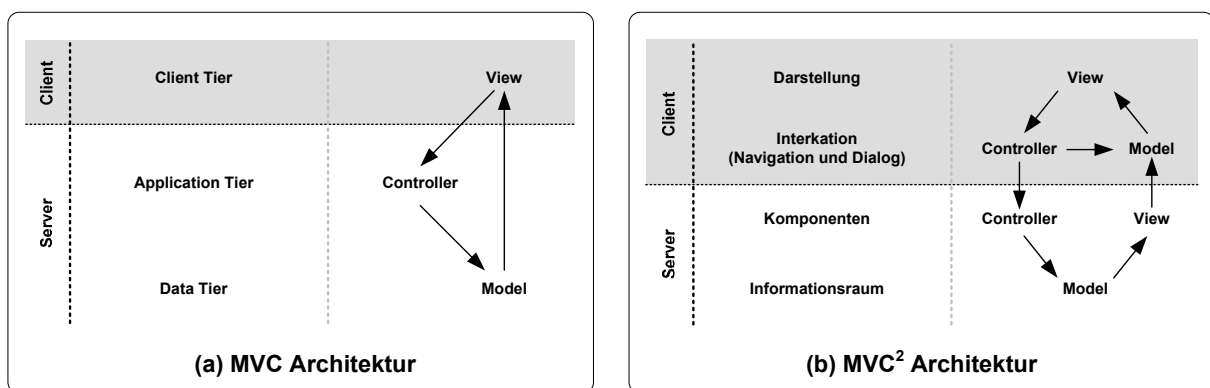 Client
Client Tier
View
Server
Application Tier
Controller
Data Tier
Model
(a) MVC Architektur
Client
Darstellung
View
Interkation
(Navigation und Dialog)
Controller
Model
Server
Komponenten
Controller
View
Informationsraum
Model
(b) MVC² Architektur